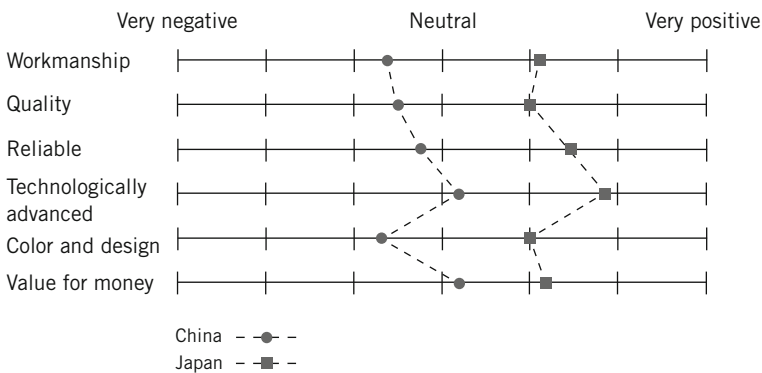 Very negative Neutral Very positive
Workmanship
Quality
Reliable
Technologically
advanced
Color and design
Value for money
China
Japan